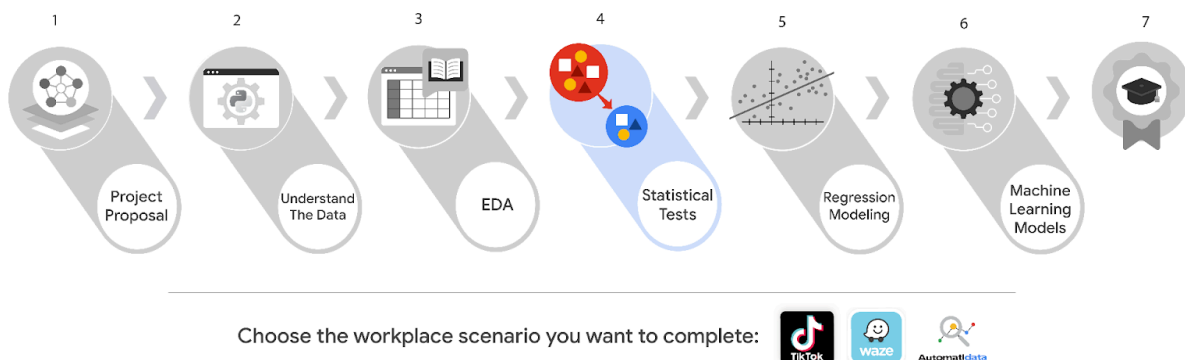 1
2
3
4
5
6
7
Project
Proposal
Understand
The Data
EDA
Statistical
Tests
Regression
Modeling
Machine
Learning
Models
Choose the workplace scenario you want to complete:
TikTok
waze
Automatidata